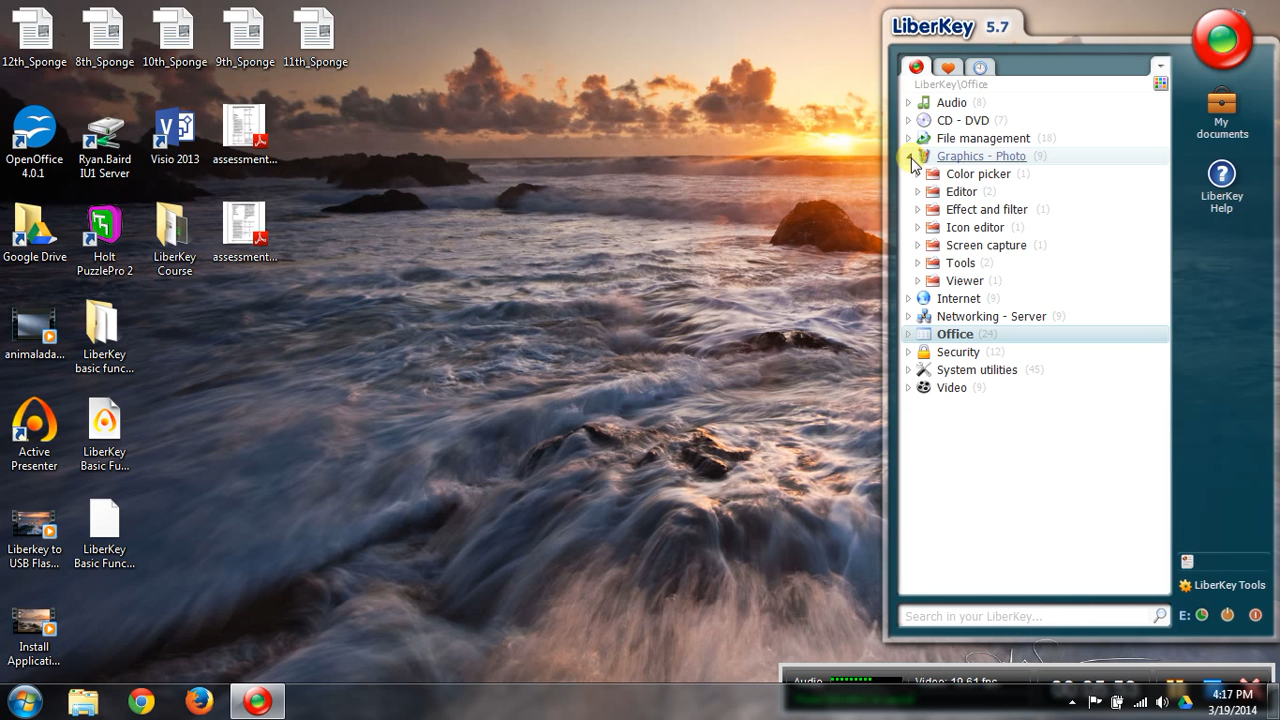 12th_Sponge
8th_Sponge
10th_Sponge
9th_Sponge
11th_Sponge
OpenOffice
4.0.1
Ryan.Baird
IU1 Server
Visio 2013
assessment...
Google Drive
Holt
PuzzlePro 2
LiberKey
Course
assessment...
animalada...
LiberKey
basic func...
Active
Presenter
LiberKey
Basic Fu...
Liberkey to
USB Flas...
LiberKey
Basic Func...
Install
Applicati...
LiberKey 5.7
LiberKey\Office
Audio (8)
CD - DVD (7)
File management (18)
Graphics - Photo (9)
Color picker (1)
Editor (2)
Effect and filter (1)
Icon editor (1)
Screen capture (1)
Tools (2)
Viewer (1)
Internet (9)
Networking - Server (9)
Office (24)
Security (12)
System utilities (45)
Video (9)
My
documents
LiberKey
Help
LiberKey Tools
Search in your LiberKey...
E:
Audio
Video: 19.61 fps
4:17 PM
3/19/2014